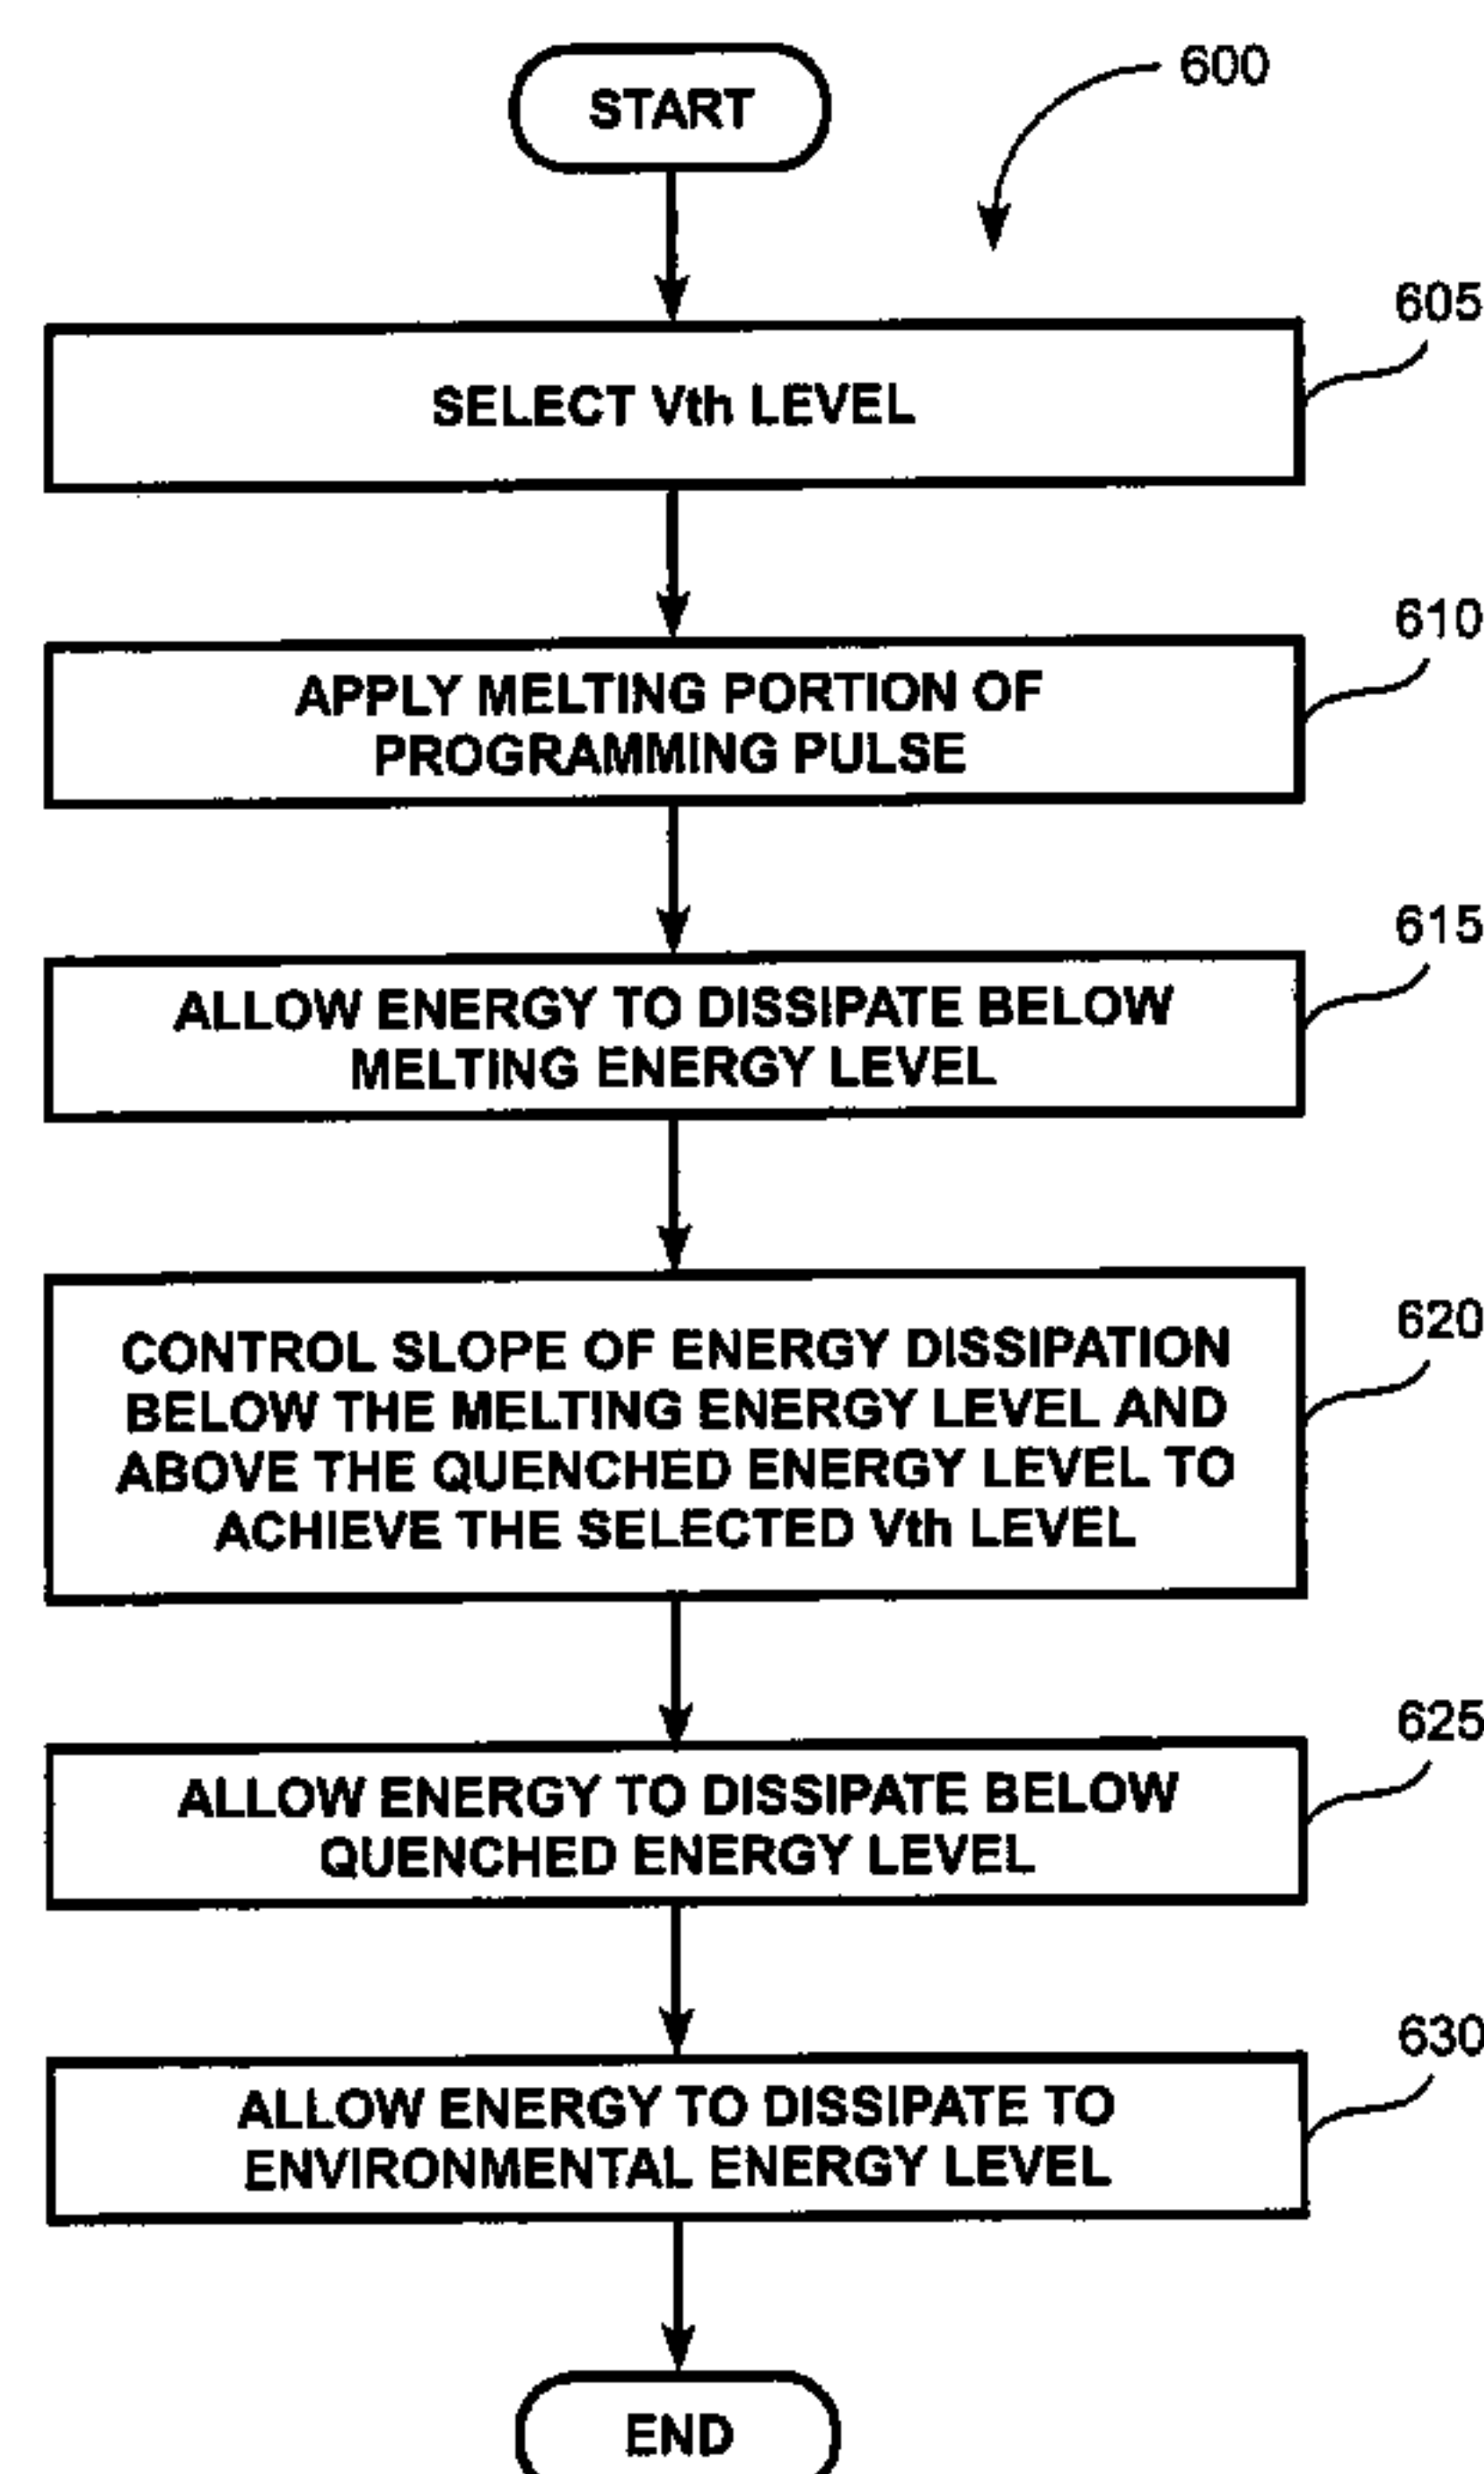 START
600
605
SELECT Vth LEVEL
610
APPLY MELTING PORTION OF
PROGRAMMING PULSE
615
ALLOW ENERGY TO DISSIPATE BELOW
MELTING ENERGY LEVEL
620
CONTROL SLOPE OF ENERGY DISSIPATION
BELOW THE MELTING ENERGY LEVEL AND
ABOVE THE QUENCHED ENERGY LEVEL TO
ACHIEVE THE SELECTED Vth LEVEL
625
ALLOW ENERGY TO DISSIPATE BELOW
QUENCHED ENERGY LEVEL
630
ALLOW ENERGY TO DISSIPATE TO
ENVIRONMENTAL ENERGY LEVEL
END